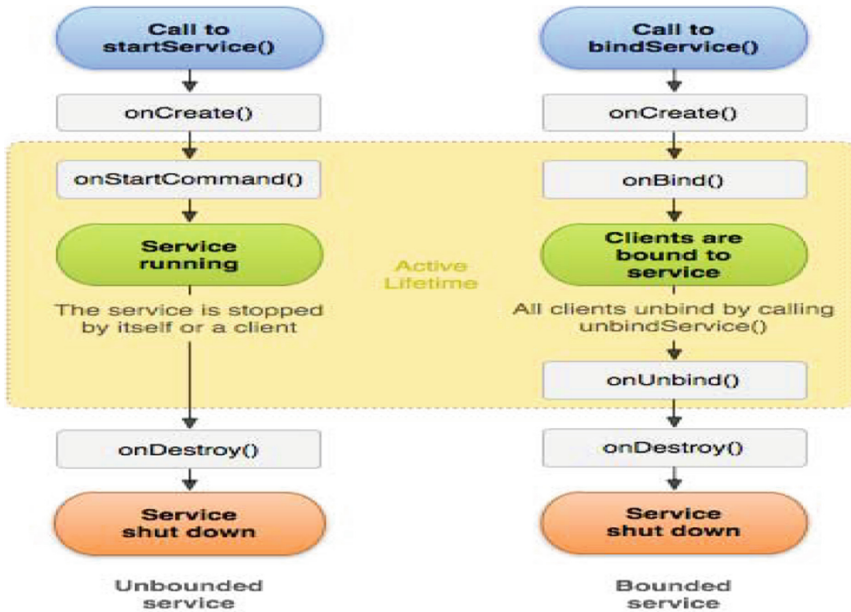 Call to
startService()
onCreate()
onStartCommand()
Service
running
The service is stopped
by itself or a client
onDestroy()
Service
shut down
Unbounded
service
Active
Lifetime
Call to
bindService()
onCreate()
onBind()
Clients are
bound to
service
All clients unbind by calling
unbindService()
onUnbind()
onDestroy()
Service
shut down
Bounded
service